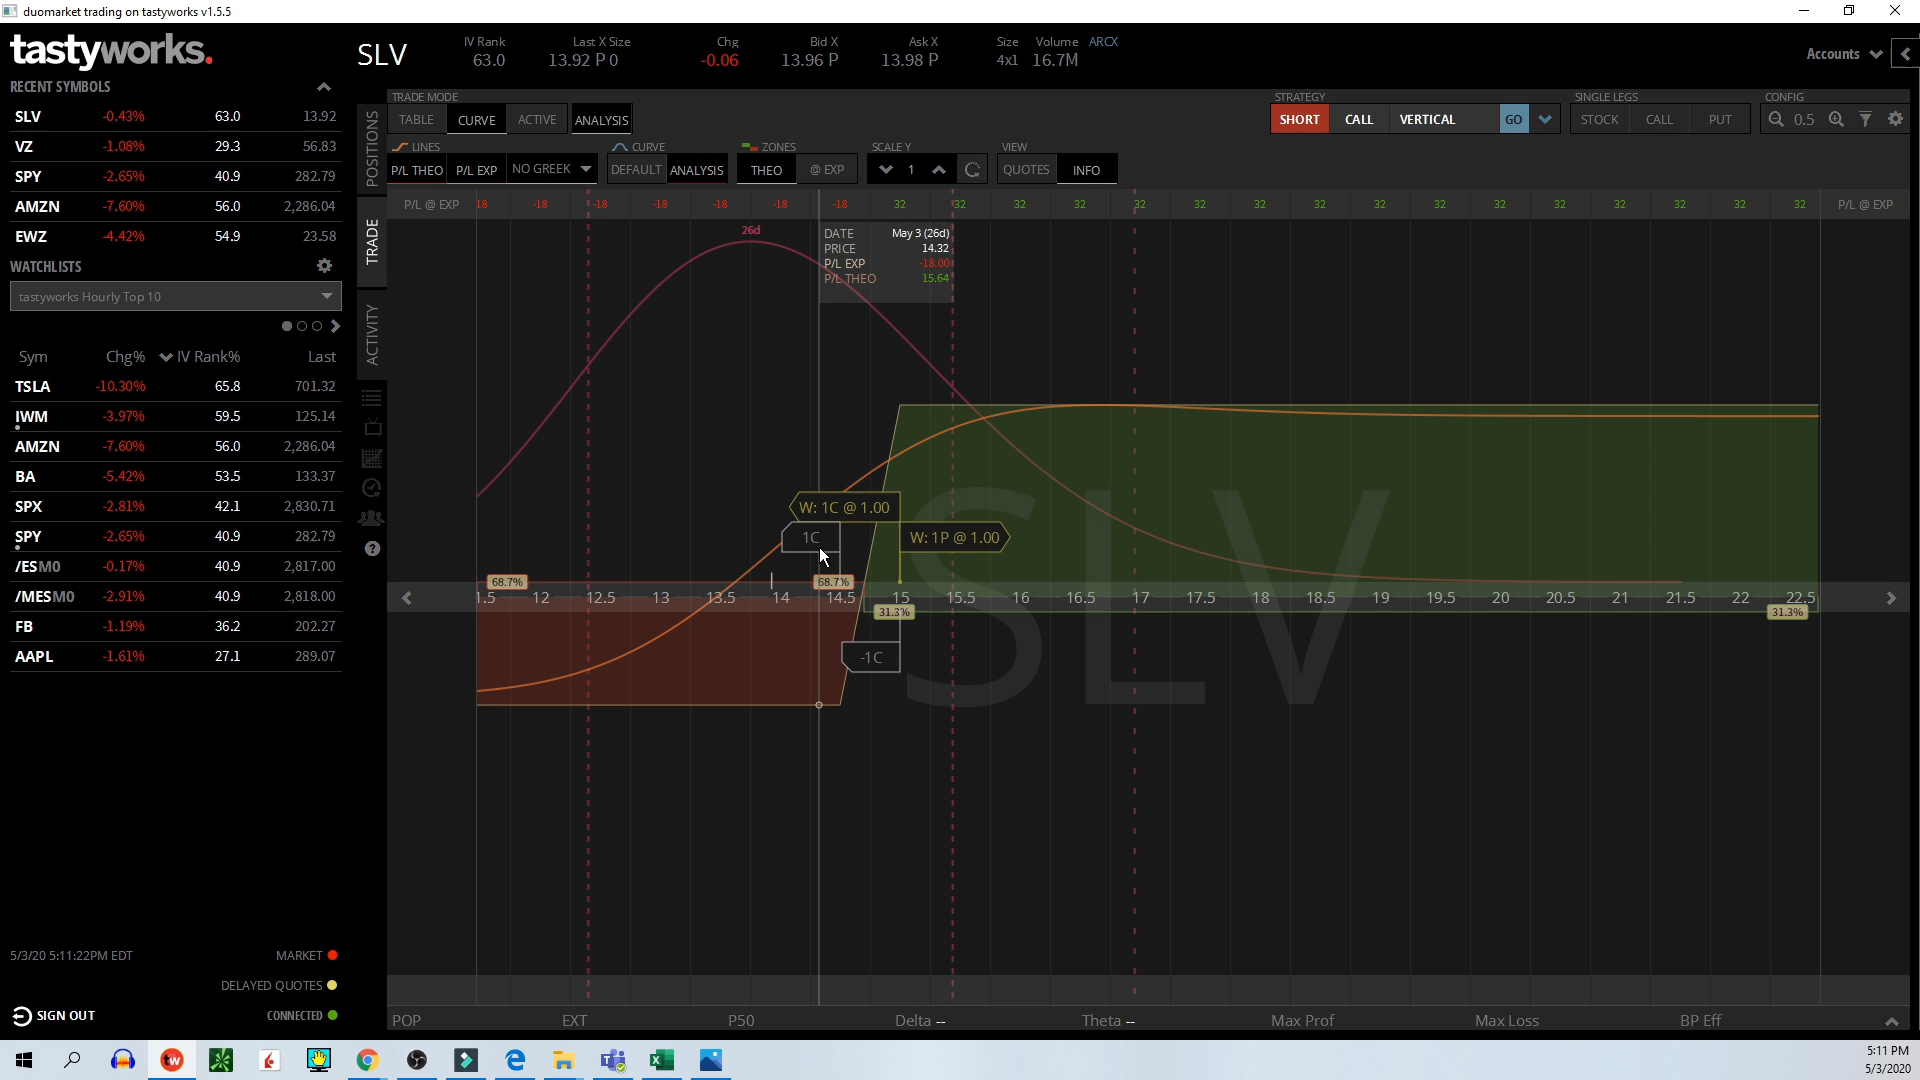 duomarket trading on tastyworks v1.5.5
tastyworks.
RECENT SYMBOLS
SLV -0.43% 63.0 13.92
VZ -1.08% 29.3 56.83
SPY -2.65% 40.9 282.79
AMZN -7.60% 56.0 2,286.04
EWZ -4.42% 54.9 23.58
WATCHLISTS
tastyworks Hourly Top 10
Sym Chg% IV Rank% Last
TSLA -10.30% 65.8 701.32
IWM -3.97% 59.5 125.14
AMZN -7.60% 56.0 2,286.04
BA -5.42% 53.5 133.37
SPX -2.81% 42.1 2,830.71
SPY -2.65% 40.9 282.79
/ESM0 -0.17% 40.9 2,817.00
/MESM0 -2.91% 40.9 2,818.00
FB -1.19% 36.2 202.27
AAPL -1.61% 27.1 289.07
5/3/20 5:11:22PM EDT MARKET
DELAYED QUOTES
SIGN OUT CONNECTED
SLV
IV Rank Last X Size Chg Bid X Ask X Size Volume ARCX
63.0 13.92 P 0 -0.06 13.96 P 13.98 P 4x1 16.7M
Accounts
POSITIONS
TRADE
ACTIVITY
TRADE MODE STRATEGY SINGLE LEGS CONFIG
TABLE CURVE ACTIVE ANALYSIS SHORT CALL VERTICAL GO STOCK CALL PUT 0.5
LINES CURVE ZONES SCALE Y VIEW
P/L THEO P/L EXP NO GREEK DEFAULT ANALYSIS THEO @ EXP 1 QUOTES INFO
P/L @ EXP 18 -18 -18 -18 -18 -18 -18 32 32 32 32 32 32 32 32 32 32 32 32 32 32 32 32 P/L @ EXP
26d
DATE May 3 (26d)
PRICE 14.32
P/L EXP -18.00
P/L THEO 15.64
SLV
W: 1C @ 1.00
1C W: 1P @ 1.00
68.7% 68.7%
1.5 12 12.5 13 13.5 14 14.5 15 15.5 16 16.5 17 17.5 18 18.5 19 19.5 20 20.5 21 21.5 22 22.5
31.3% 31.3%
-1C
POP EXT P50 Delta -- Theta -- Max Prof Max Loss BP Eff
tw
5:11 PM
5/3/2020